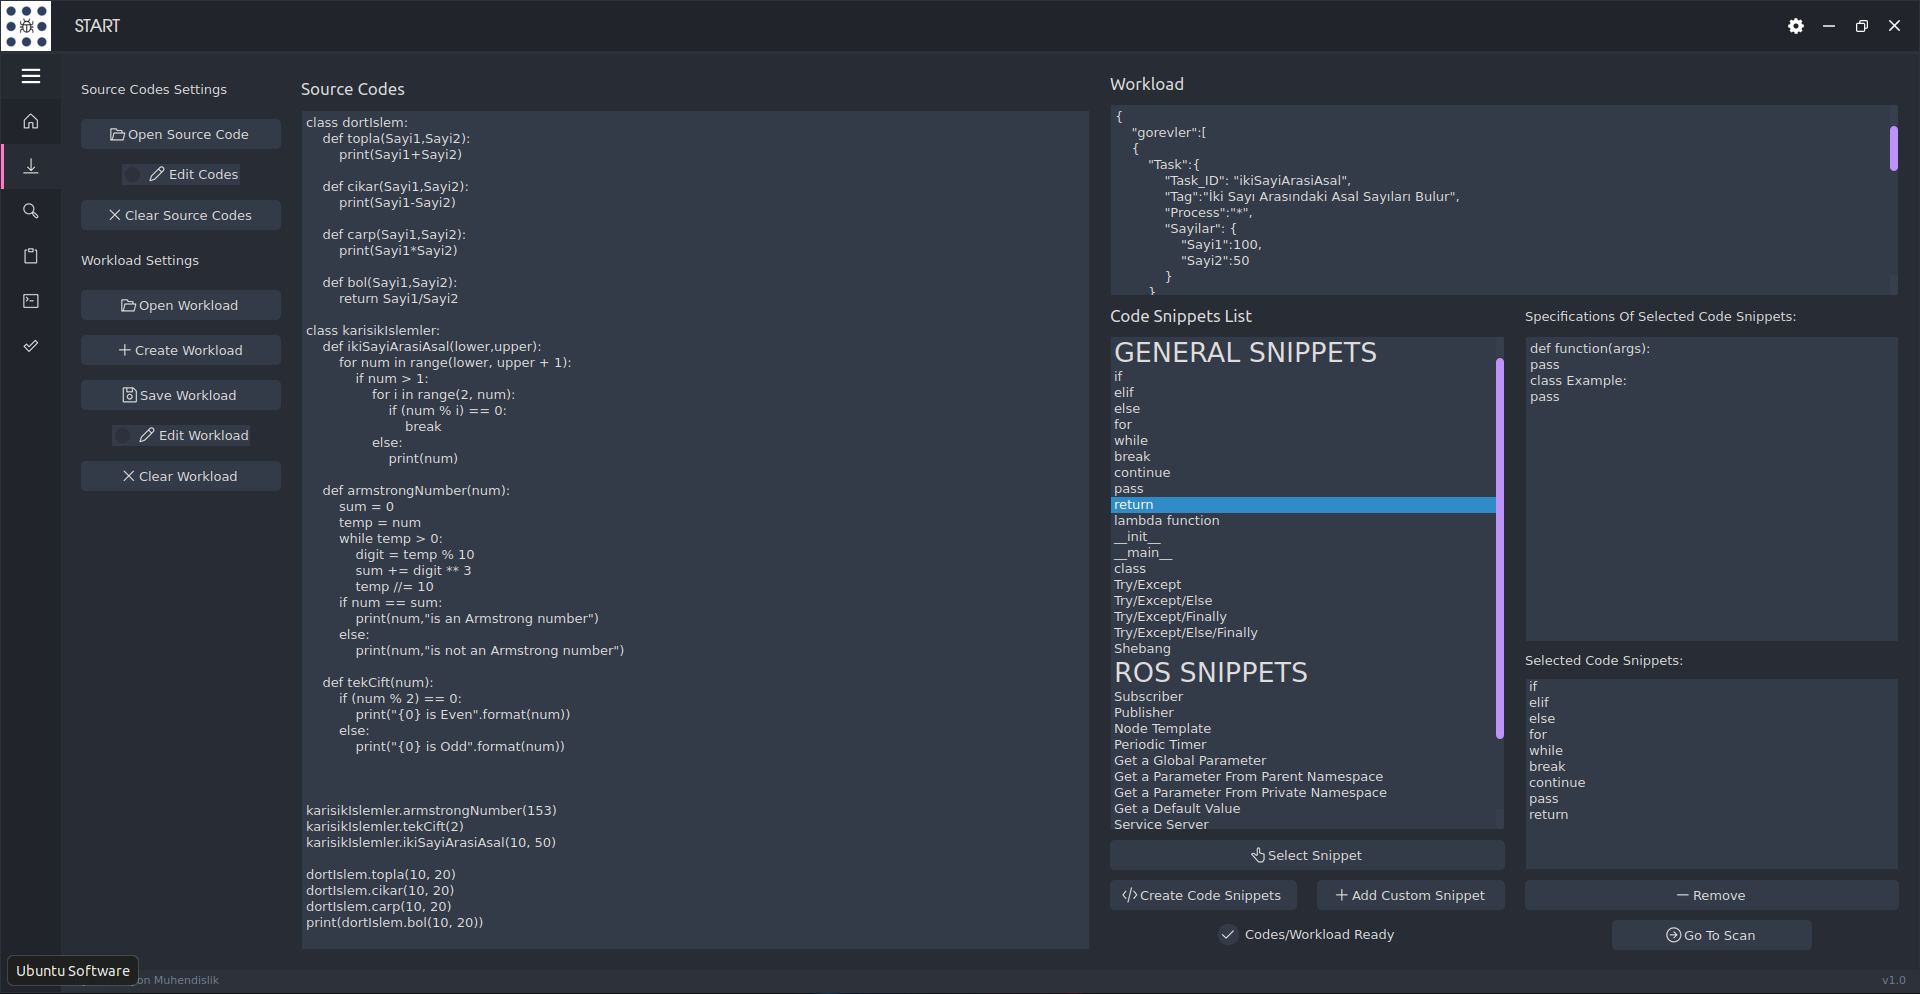 START
Source Codes Settings
Open Source Code
Edit Codes
Clear Source Codes
Workload Settings
Open Workload
Create Workload
Save Workload
Edit Workload
Clear Workload
Source Codes
class dortIslem:
def topla(Sayi1,Sayi2):
print(Sayi1+Sayi2)
def cikar(Sayi1,Sayi2):
print(Sayi1-Sayi2)
def carp(Sayi1,Sayi2):
print(Sayi1*Sayi2)
def bol(Sayi1,Sayi2):
return Sayi1/Sayi2
class karisikIslemler:
def ikiSayiArasiAsal(lower,upper):
for num in range(lower, upper + 1):
if num > 1:
for i in range(2, num):
if (num % i) == 0:
break
else:
print(num)
def armstrongNumber(num):
sum = 0
temp = num
while temp > 0:
digit = temp % 10
sum += digit ** 3
temp //= 10
if num == sum:
print(num,"is an Armstrong number")
else:
print(num,"is not an Armstrong number")
def tekCift(num):
if (num % 2) == 0:
print("{0} is Even".format(num))
else:
print("{0} is Odd".format(num))
karisikIslemler.armstrongNumber(153)
karisikIslemler.tekCift(2)
karisikIslemler.ikiSayiArasiAsal(10, 50)
dortIslem.topla(10, 20)
dortIslem.cikar(10, 20)
dortIslem.carp(10, 20)
print(dortIslem.bol(10, 20))
Workload
{
"gorevler":[
{
"Task":{
"Task_ID": "ikiSayiArasiAsal",
"Tag":"İki Sayı Arasındaki Asal Sayıları Bulur",
"Process":"*",
"Sayilar": {
"Sayi1":100,
"Sayi2":50
}
}
Code Snippets List
GENERAL SNIPPETS
if
elif
else
for
while
break
continue
pass
return
lambda function
__init__
__main__
class
Try/Except
Try/Except/Else
Try/Except/Finally
Try/Except/Else/Finally
Shebang
ROS SNIPPETS
Subscriber
Publisher
Node Template
Periodic Timer
Get a Global Parameter
Get a Parameter From Parent Namespace
Get a Parameter From Private Namespace
Get a Default Value
Service Server
Select Snippet
Create Code Snippets
Add Custom Snippet
Codes/Workload Ready
Specifications Of Selected Code Snippets:
def function(args):
pass
class Example:
pass
Selected Code Snippets:
if
elif
else
for
while
break
continue
pass
return
Remove
Go To Scan
Ubuntu Software
on Muhendislik
v1.0